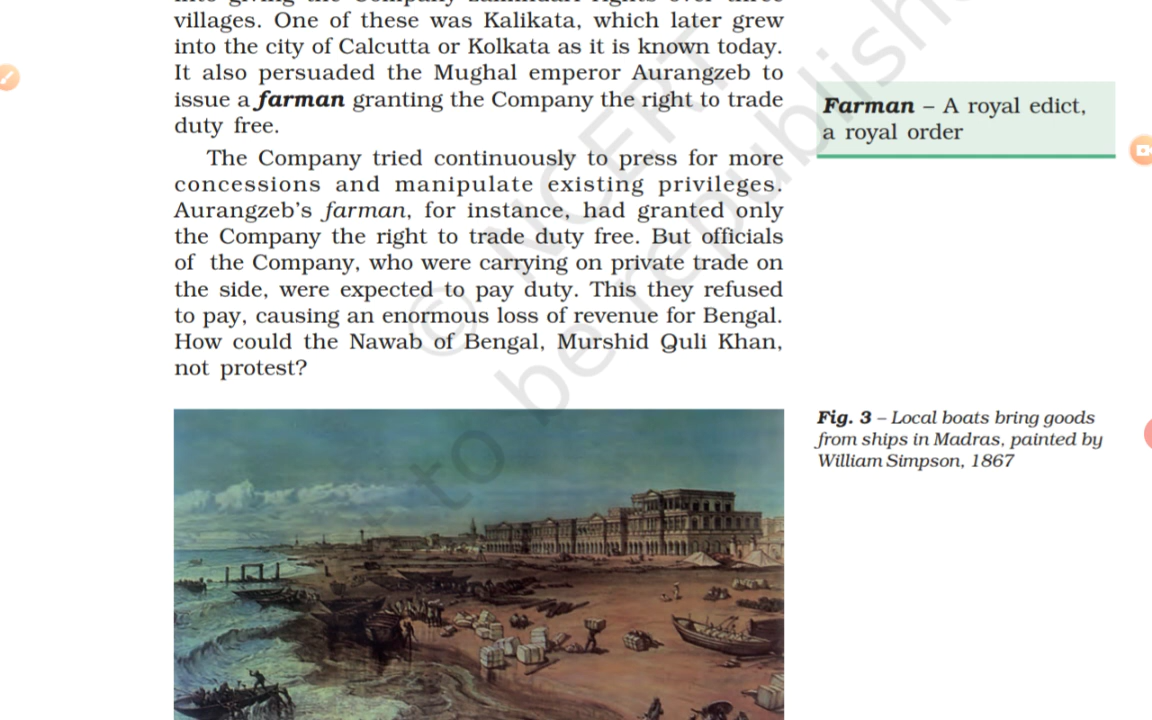 villages. One of these was Kalikata, which later grew
into the city of Calcutta or Kolkata as it is known today.
It also persuaded the Mughal emperor Aurangzeb to
issue a farman granting the Company the right to trade
duty free.
The Company tried continuously to press for more
concessions and manipulate existing privileges.
Aurangzeb's farman, for instance, had granted only
the Company the right to trade duty free. But officials
of the Company, who were carrying on private trade on
the side, were expected to pay duty. This they refused
to pay, causing an enormous loss of revenue for Bengal.
How could the Nawab of Bengal, Murshid Quli Khan,
not protest?
Farman – A royal edict,
a royal order
Fig. 3 – Local boats bring goods
from ships in Madras, painted by
William Simpson, 1867
© NCERT
to be republished